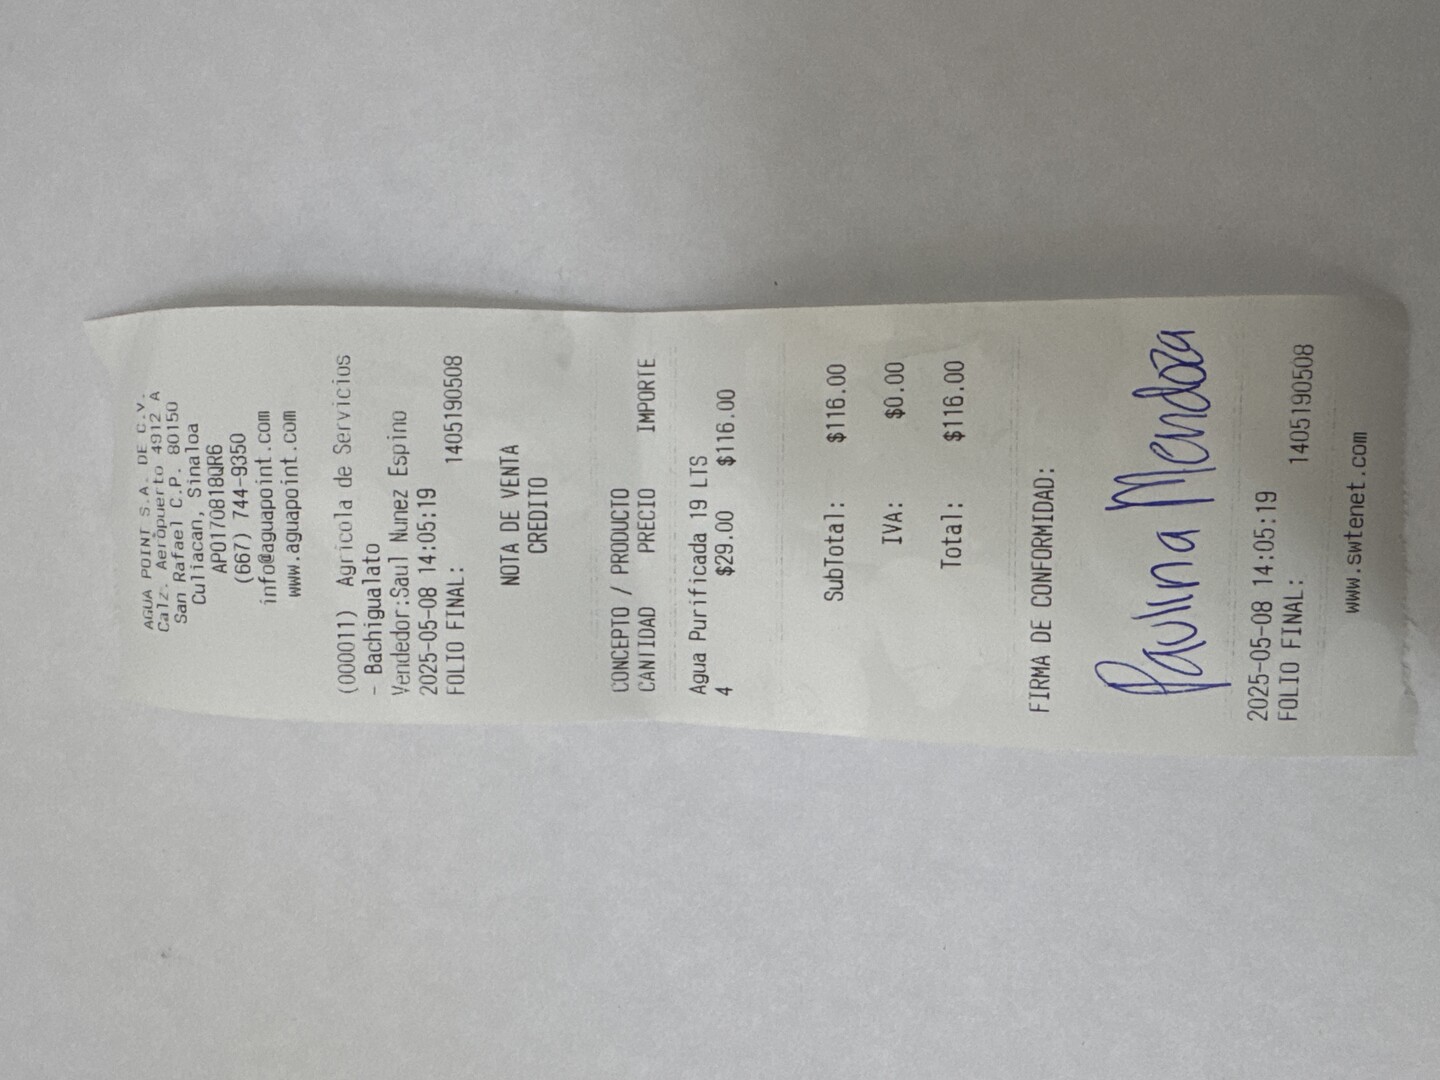 AGUA POINT S.A. DE C.V.
Calz. Aeropuerto 4912 A
San Rafael C.P. 80150
Culiacan, Sinaloa
APO170818QR6
(667) 744-9350
info@aguapoint.com
www.aguapoint.com
(000011) Agricola de Servicios
- Bachigualato
Vendedor:Saul Nunez Espino
2025-05-08 14:05:19
FOLIO FINAL: 1405190508
NOTA DE VENTA
CREDITO
CONCEPTO / PRODUCTO
CANTIDAD PRECIO IMPORTE
Agua Purificada 19 LTS
4 $29.00 $116.00
SubTotal: $116.00
IVA: $0.00
Total: $116.00
FIRMA DE CONFORMIDAD:
Paulina Mendoza
2025-05-08 14:05:19
FOLIO FINAL: 1405190508
www.swtenet.com